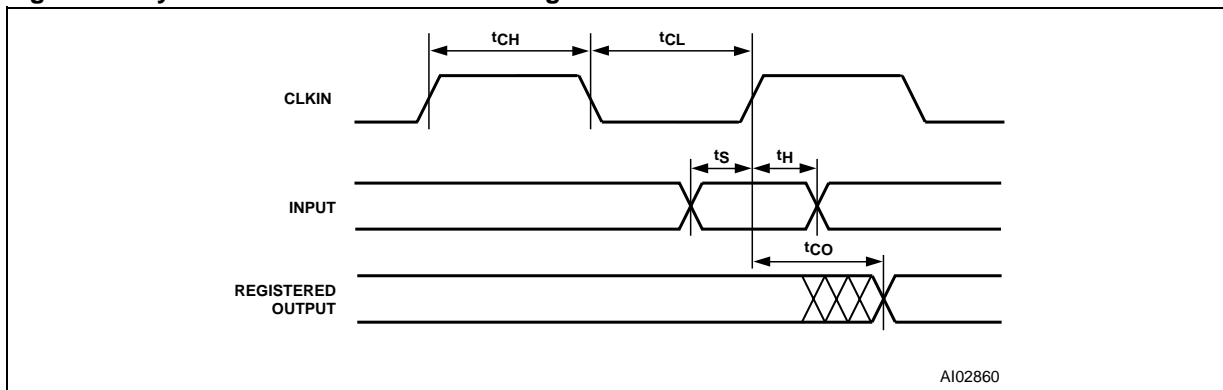 tCH
tCL
CLKIN
tS
tH
INPUT
tCO
REGISTERED
OUTPUT
AI02860